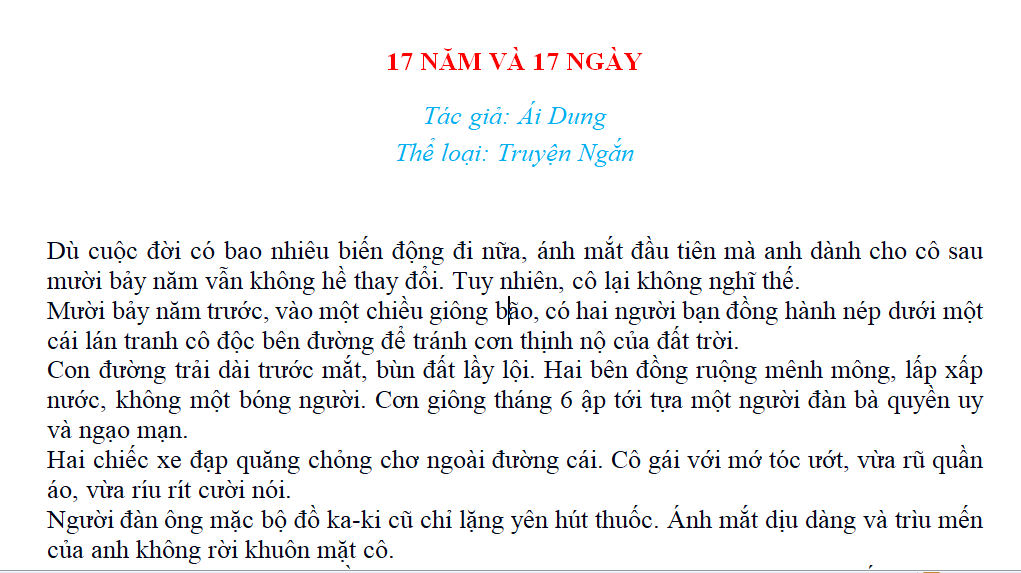 17 NĂM VÀ 17 NGÀY
Tác giả: Ái Dung
Thể loại: Truyện Ngắn
Dù cuộc đời có bao nhiêu biến động đi nữa, ánh mắt đầu tiên mà anh dành cho cô sau
mười bảy năm vẫn không hề thay đổi. Tuy nhiên, cô lại không nghĩ thế.
Mười bảy năm trước, vào một chiều giông bão, có hai người bạn đồng hành nép dưới một
cái lán tranh cô độc bên đường để tránh cơn thịnh nộ của đất trời.
Con đường trải dài trước mắt, bùn đất lầy lội. Hai bên đồng ruộng mênh mông, lấp xấp
nước, không một bóng người. Cơn giông tháng 6 ập tới tựa một người đàn bà quyền uy
và ngạo mạn.
Hai chiếc xe đạp quăng chỏng chơ ngoài đường cái. Cô gái với mớ tóc ướt, vừa rũ quần
áo, vừa ríu rít cười nói.
Người đàn ông mặc bộ đồ ka-ki cũ chỉ lặng yên hút thuốc. Ánh mắt dịu dàng và trìu mến
của anh không rời khuôn mặt cô.